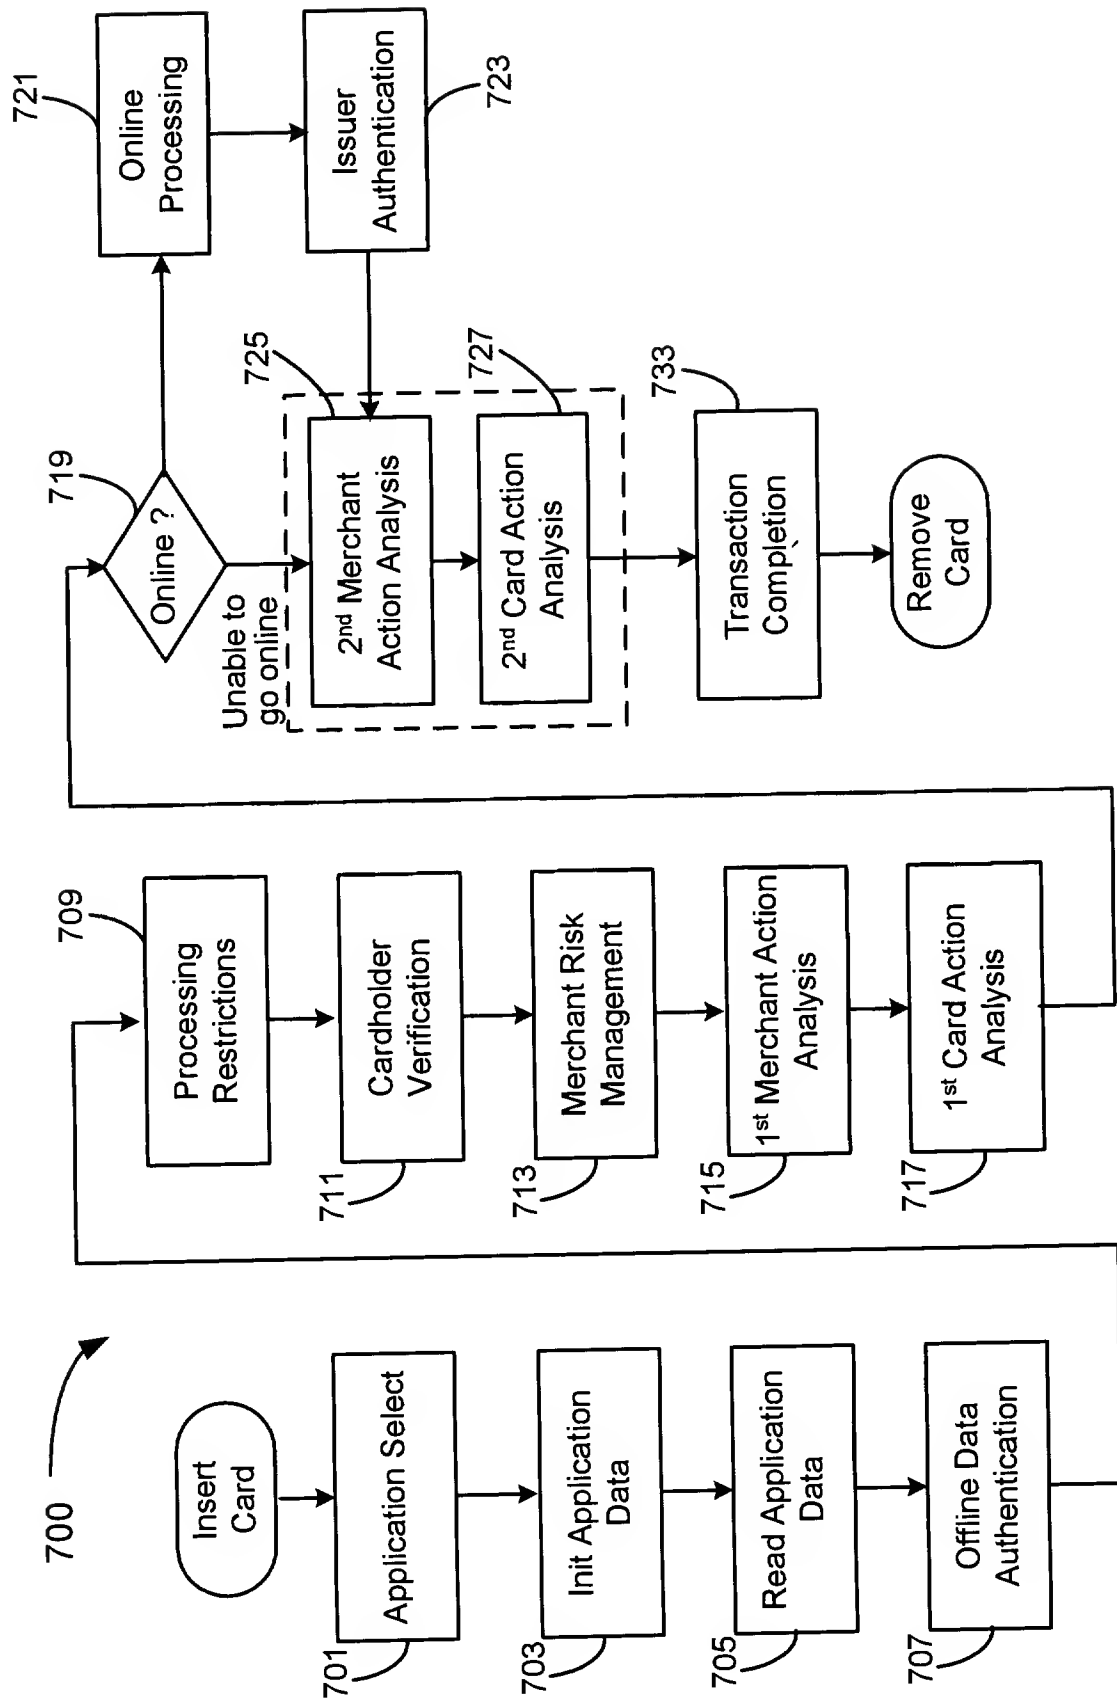 700
Insert
Card
701
Application Select
703
Init Application
Data
705
Read Application
Data
707
Offline Data
Authentication
709
Processing
Restrictions
711
Cardholder
Verification
713
Merchant Risk
Management
715
1st Merchant Action
Analysis
717
1st Card Action
Analysis
719
Online ?
721
Online
Processing
723
Issuer
Authentication
Unable to
go online
725
2nd Merchant
Action Analysis
727
2nd Card Action
Analysis
733
Transaction
Completion
Remove
Card